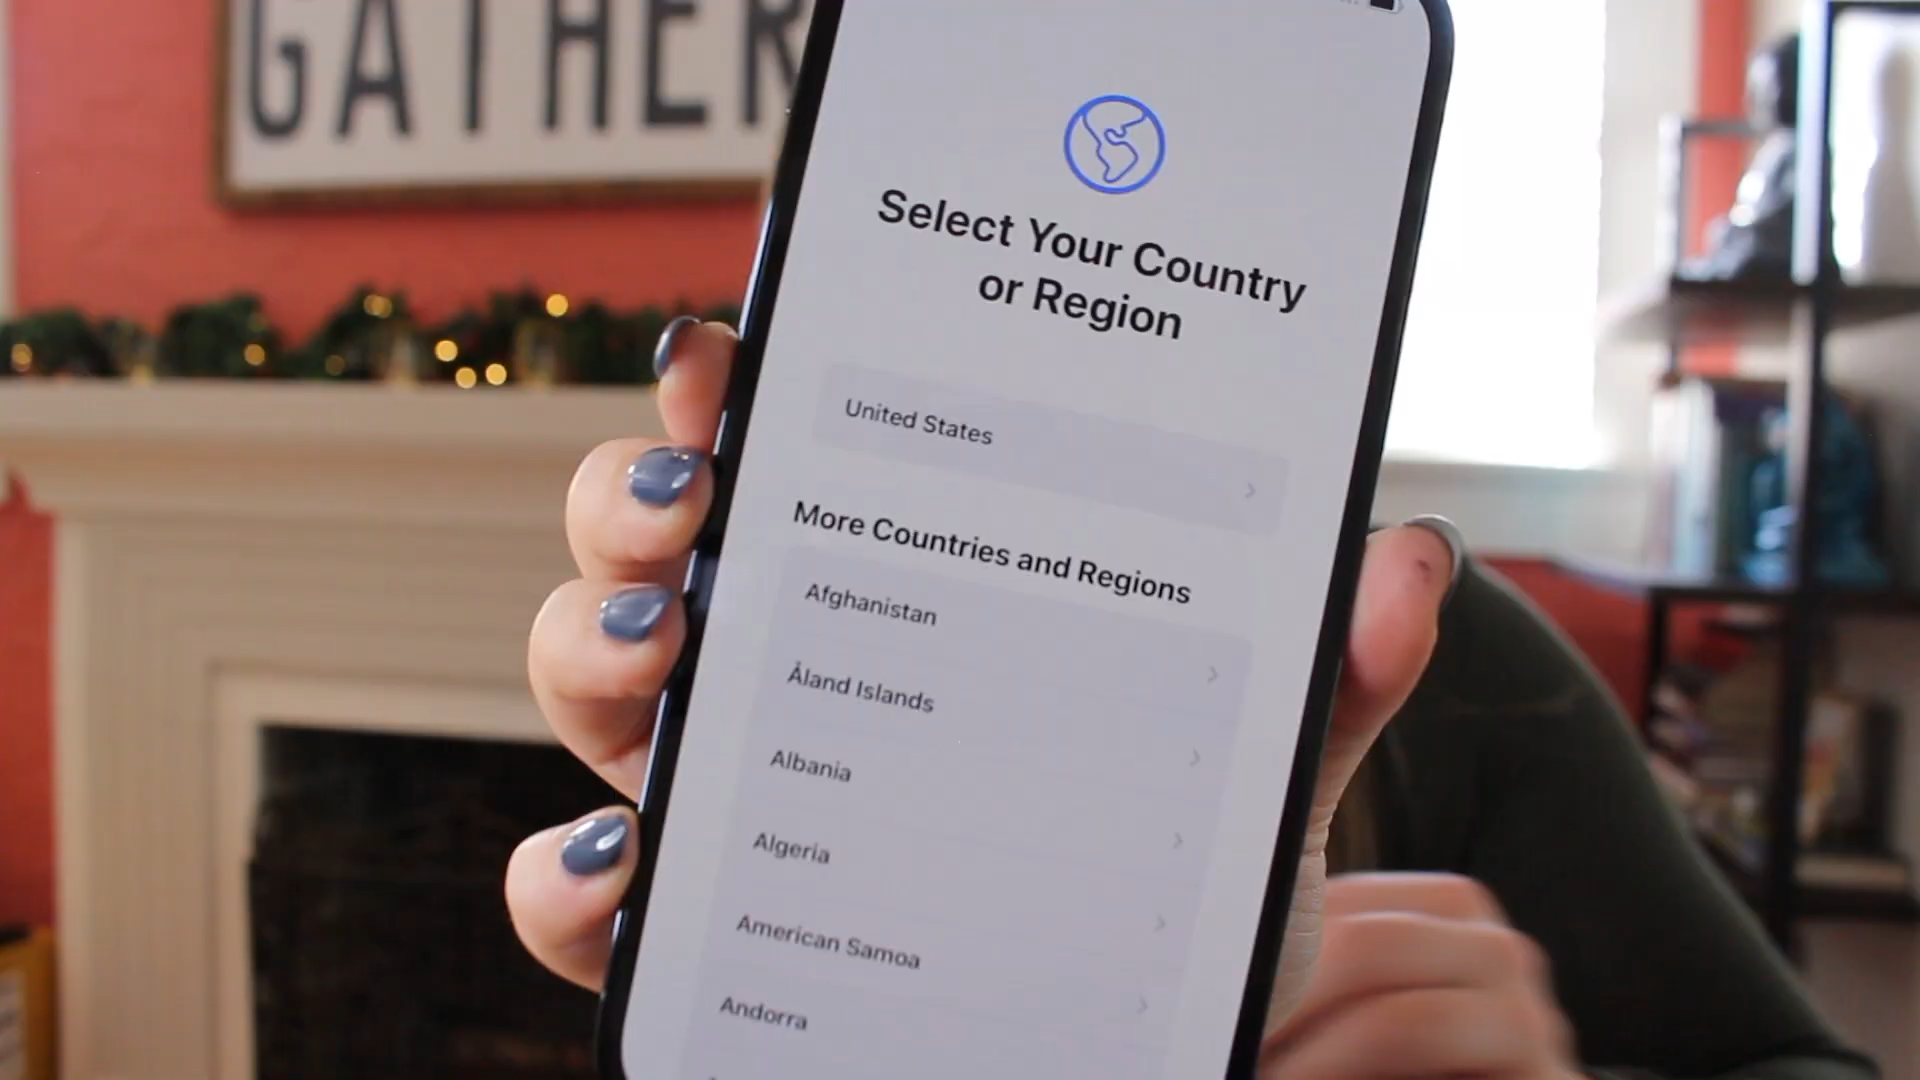 GATHER
Select Your Country
or Region
United States
More Countries and Regions
Afghanistan
Åland Islands
Albania
Algeria
American Samoa
Andorra